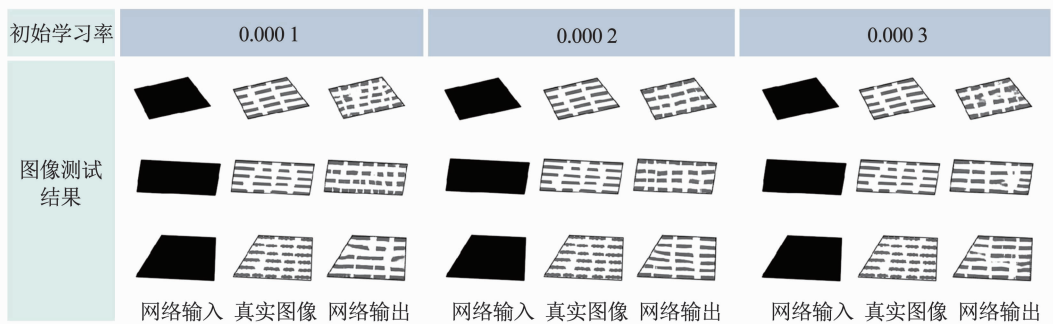 初始学习率 0.000 1 0.000 2 0.000 3
图像测试
结果
网络输入 真实图像 网络输出 网络输入 真实图像 网络输出 网络输入 真实图像 网络输出